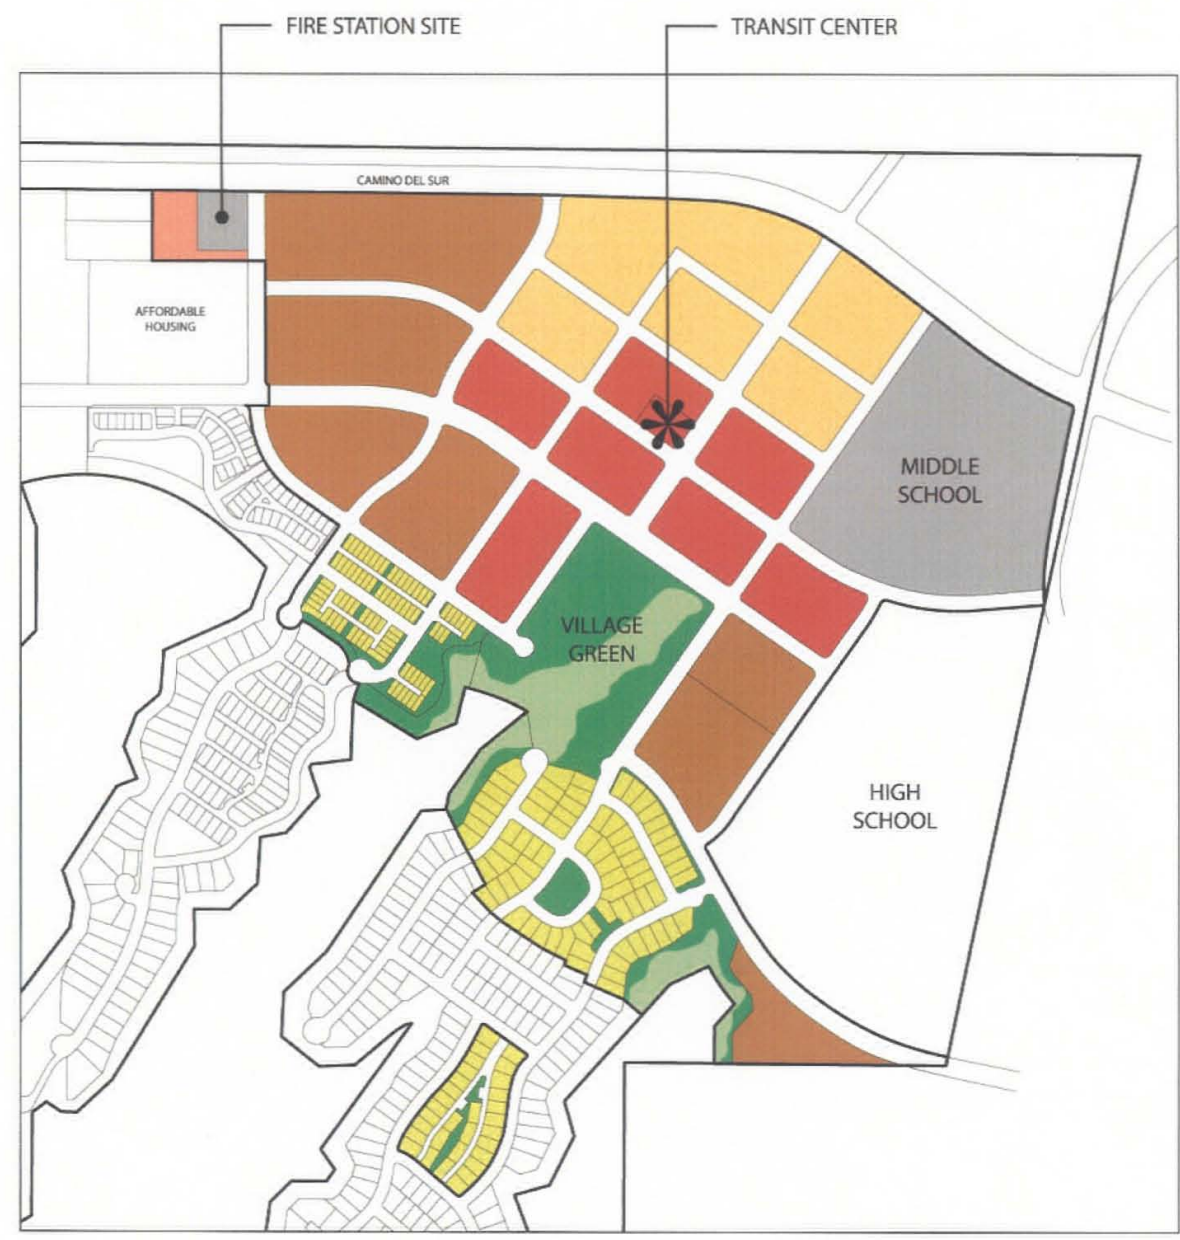 FIRE STATION SITE
TRANSIT CENTER
CAMINO DEL SUR
AFFORDABLE
HOUSING
MIDDLE
SCHOOL
VILLAGE
GREEN
HIGH
SCHOOL